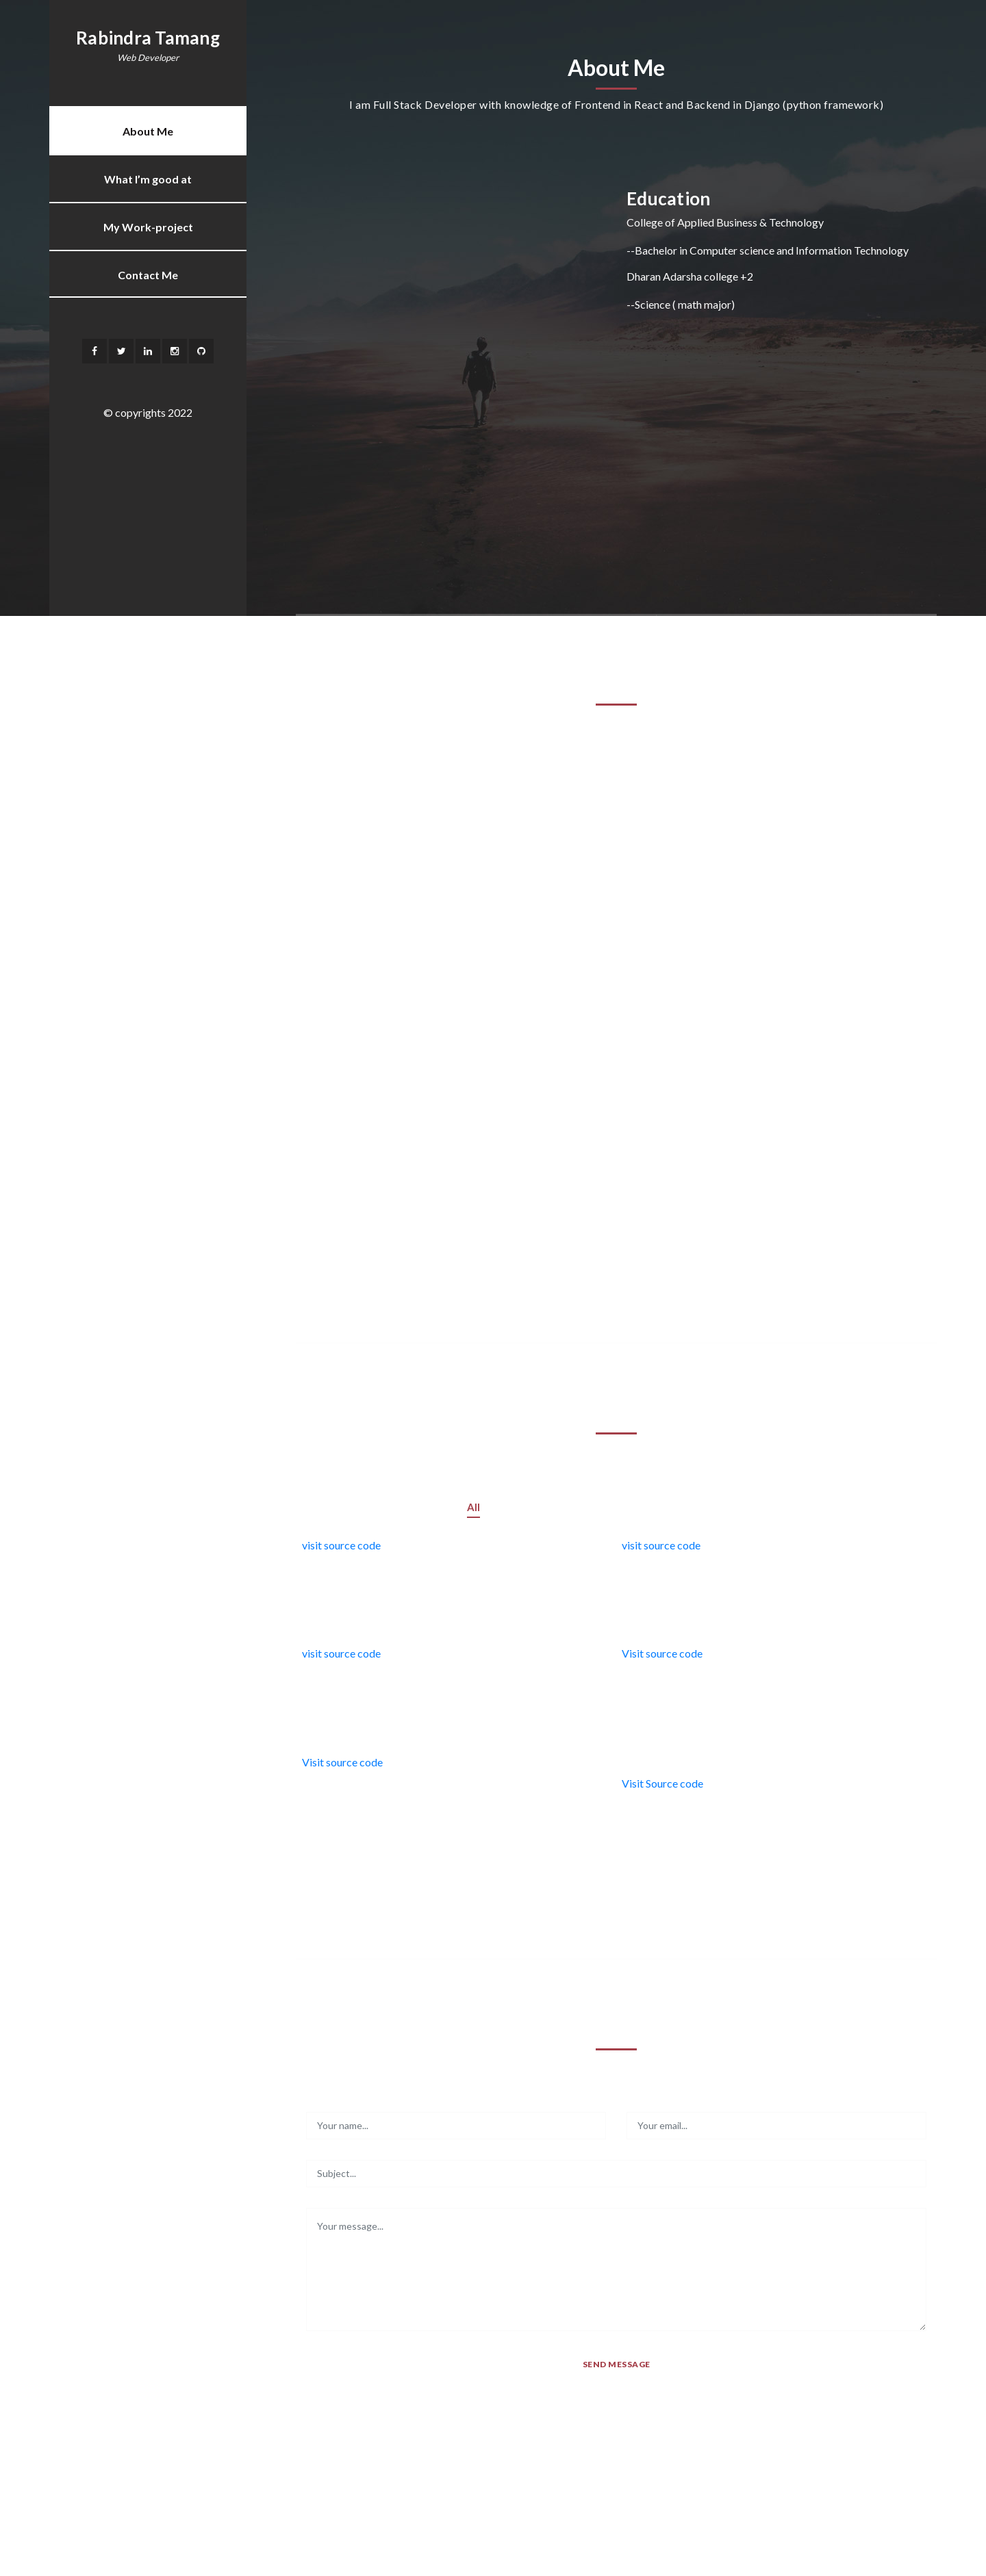 Rabindra Tamang
Web Developer
About Me
What I'm good at
My Work-project
Contact Me
© copyrights 2022
About Me
I am Full Stack Developer with knowledge of Frontend in React and Backend in Django (python framework)
Education
College of Applied Business & Technology
--Bachelor in Computer science and Information Technology
Dharan Adarsha college +2
--Science ( math major)
All
visit source code
visit source code
visit source code
Visit source code
Visit source code
Visit Source code
Your name...
Your email...
Subject...
Your message...
SEND MESSAGE